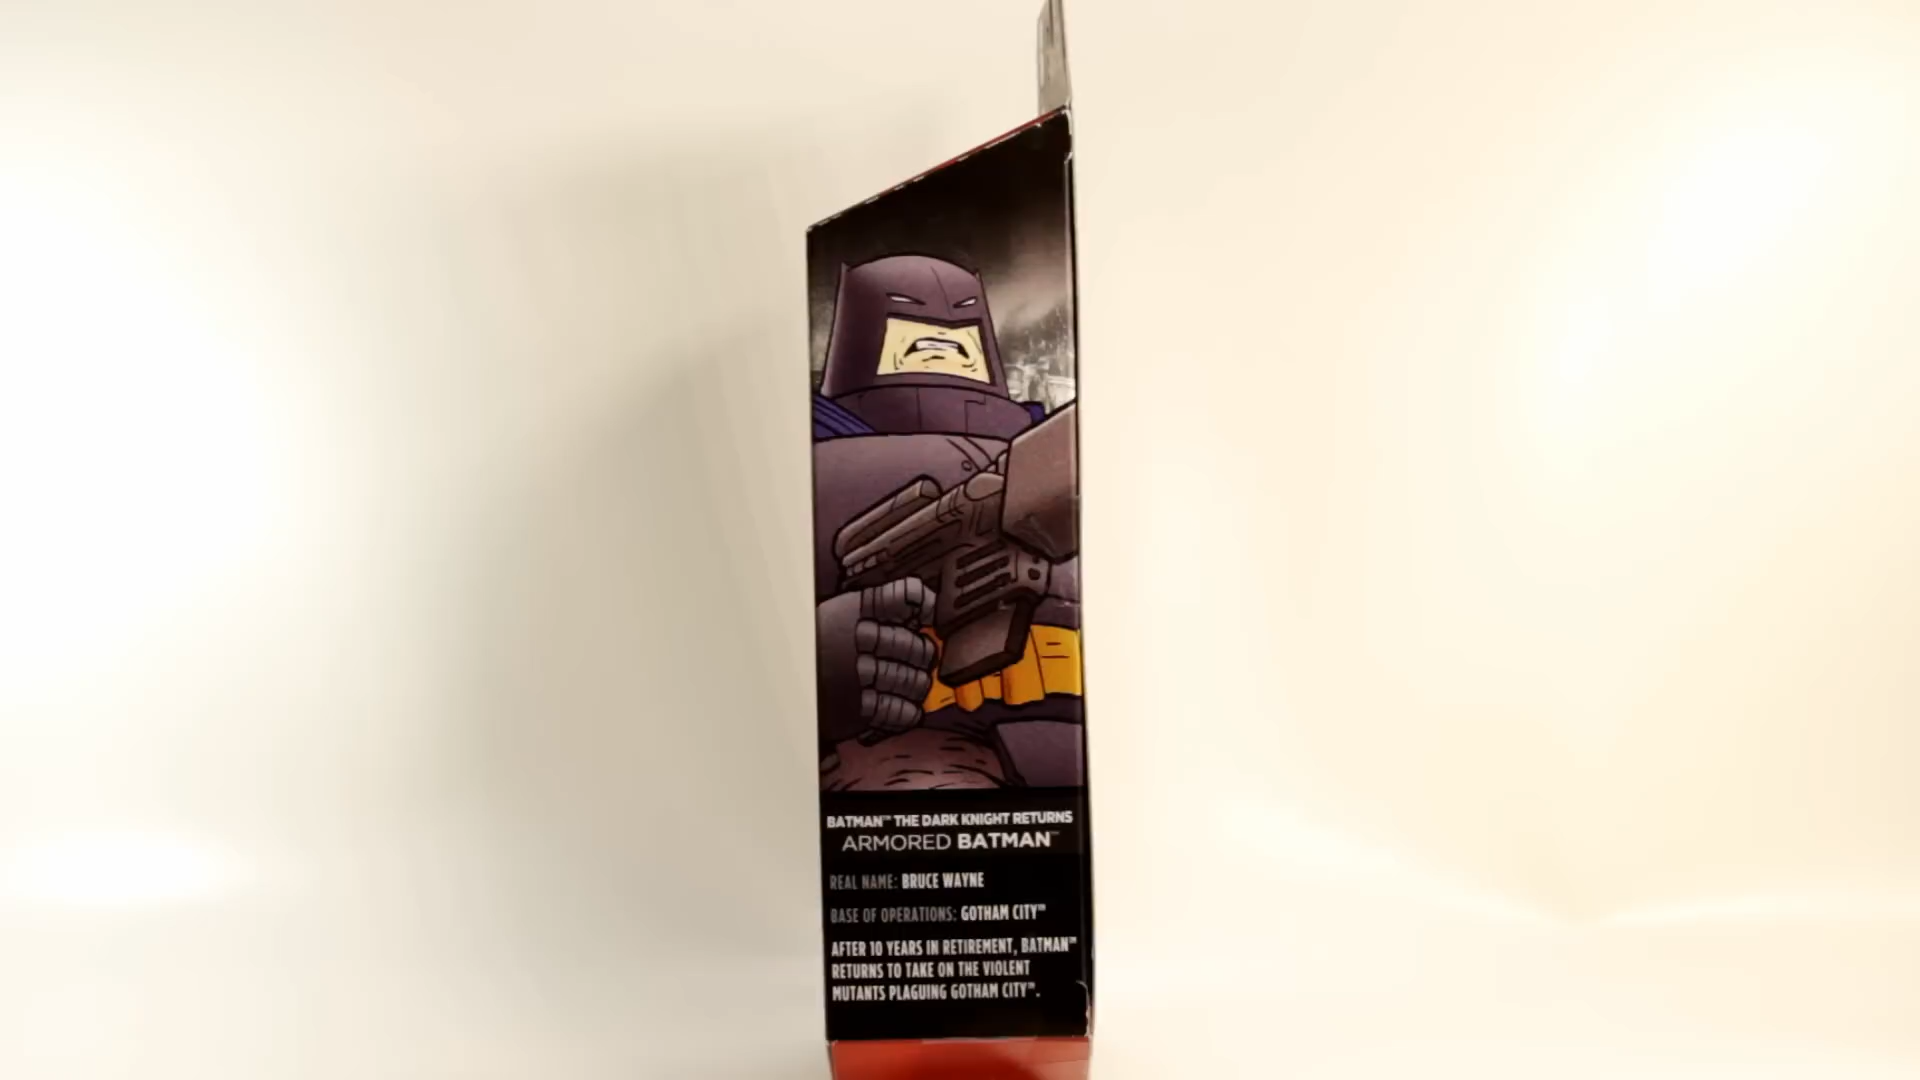 BATMAN™ THE DARK KNIGHT RETURNS
ARMORED BATMAN™
REAL NAME: BRUCE WAYNE
BASE OF OPERATIONS: GOTHAM CITY™
AFTER 10 YEARS IN RETIREMENT, BATMAN™
RETURNS TO TAKE ON THE VIOLENT
MUTANTS PLAGUING GOTHAM CITY™.